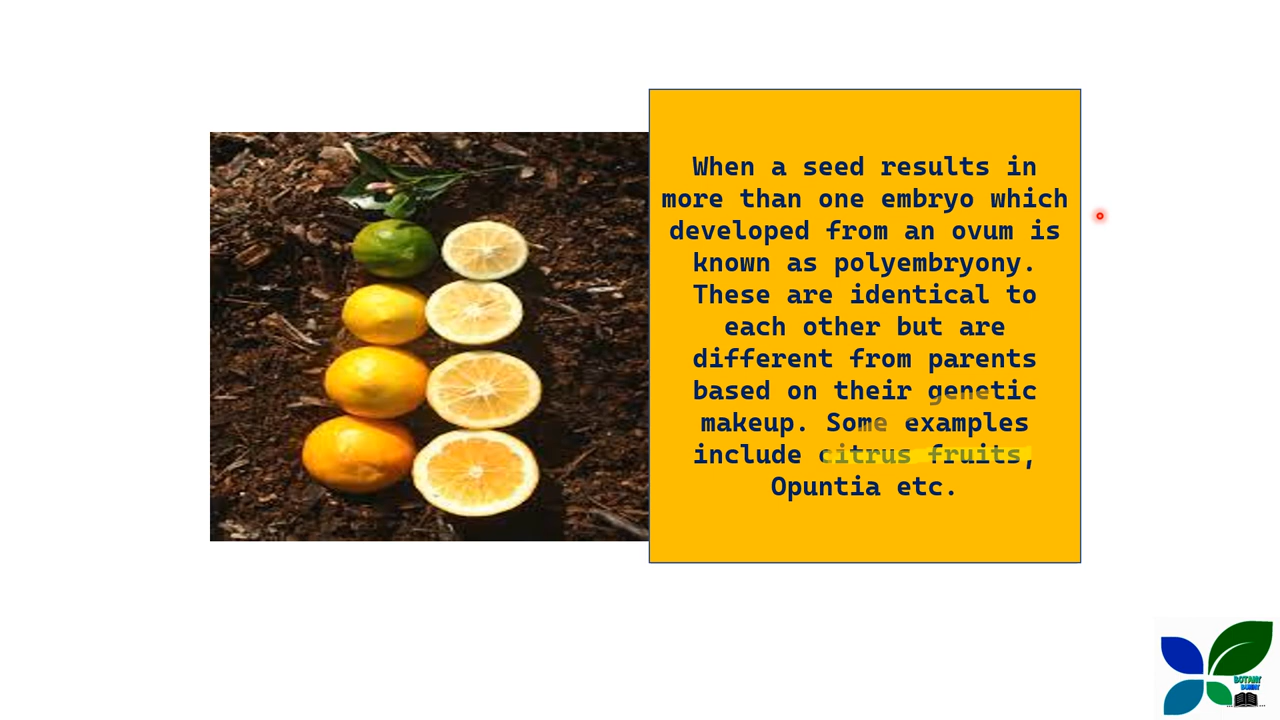 When a seed results in
more than one embryo which
developed from an ovum is
known as polyembryony.
These are identical to
each other but are
different from parents
based on their genetic
makeup. Some examples
include citrus fruits,
Opuntia etc.
BOTANY
BUNNY